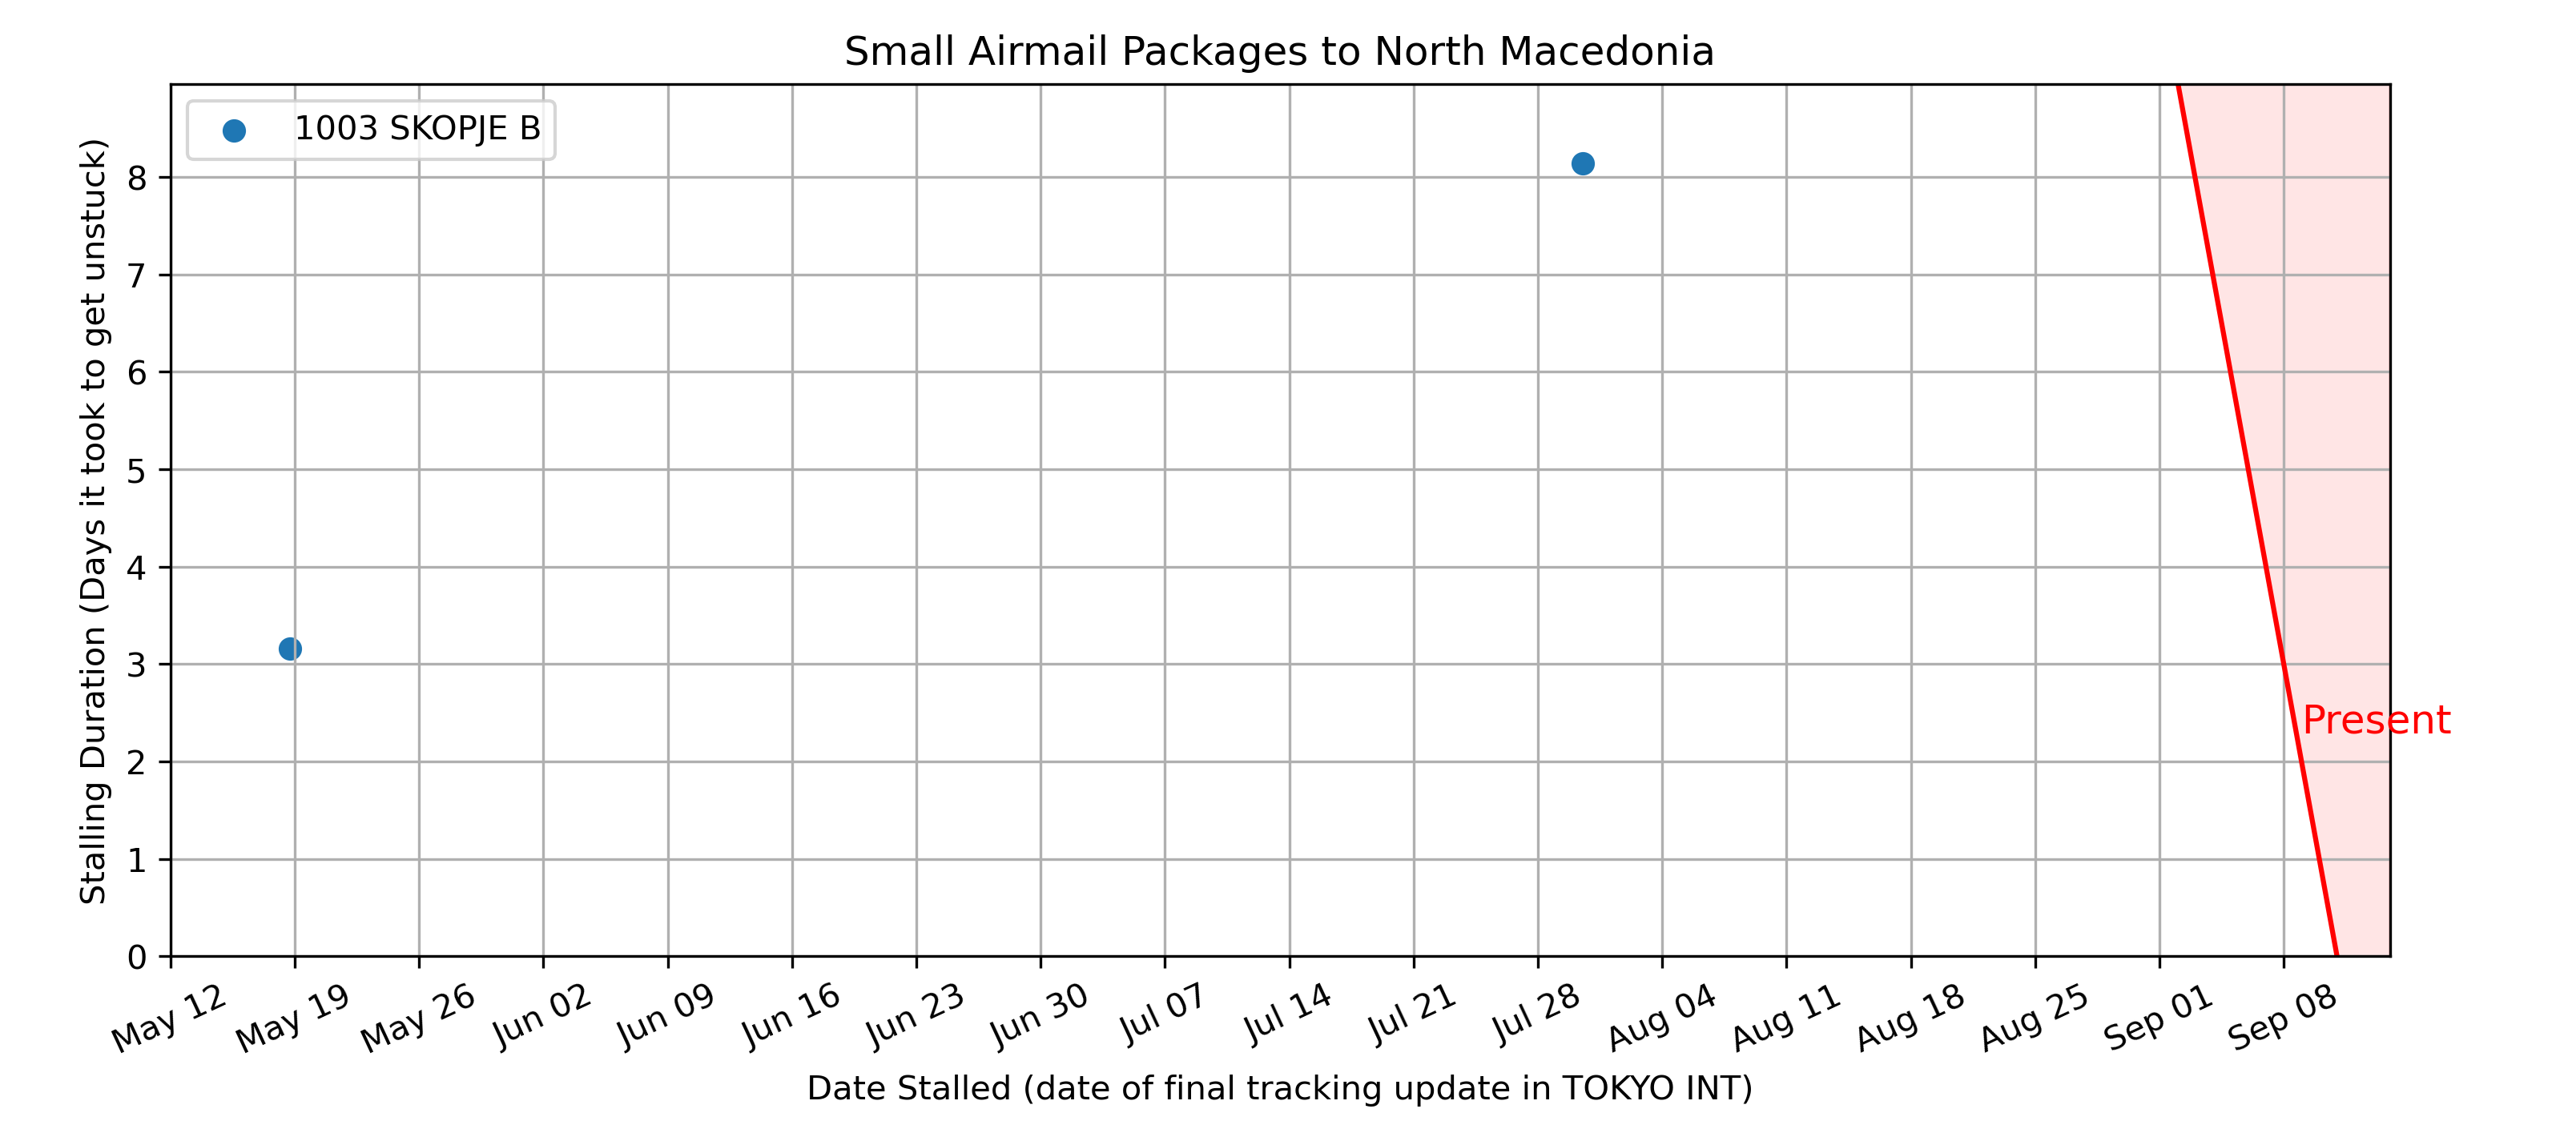 Small Airmail Packages to North Macedonia
1003 SKOPJE B
Stalling Duration (Days it took to get unstuck)
8
7
6
5
4
3
2
1
0
Present
May 12
May 19
May 26
Jun 02
Jun 09
Jun 16
Jun 23
Jun 30
Jul 07
Jul 14
Jul 21
Jul 28
Aug 04
Aug 11
Aug 18
Aug 25
Sep 01
Sep 08
Date Stalled (date of final tracking update in TOKYO INT)